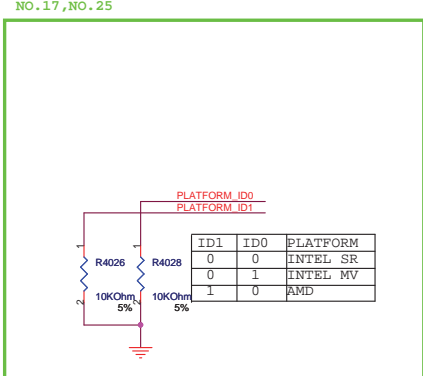 NO.17,NO.25
PLATFORM_ID0
PLATFORM_ID1
ID1 ID0 PLATFORM
0 0 INTEL SR
0 1 INTEL MV
1 0 AMD
1 1
R4026 R4028
10KOhm 10KOhm
5% 5%
2 2